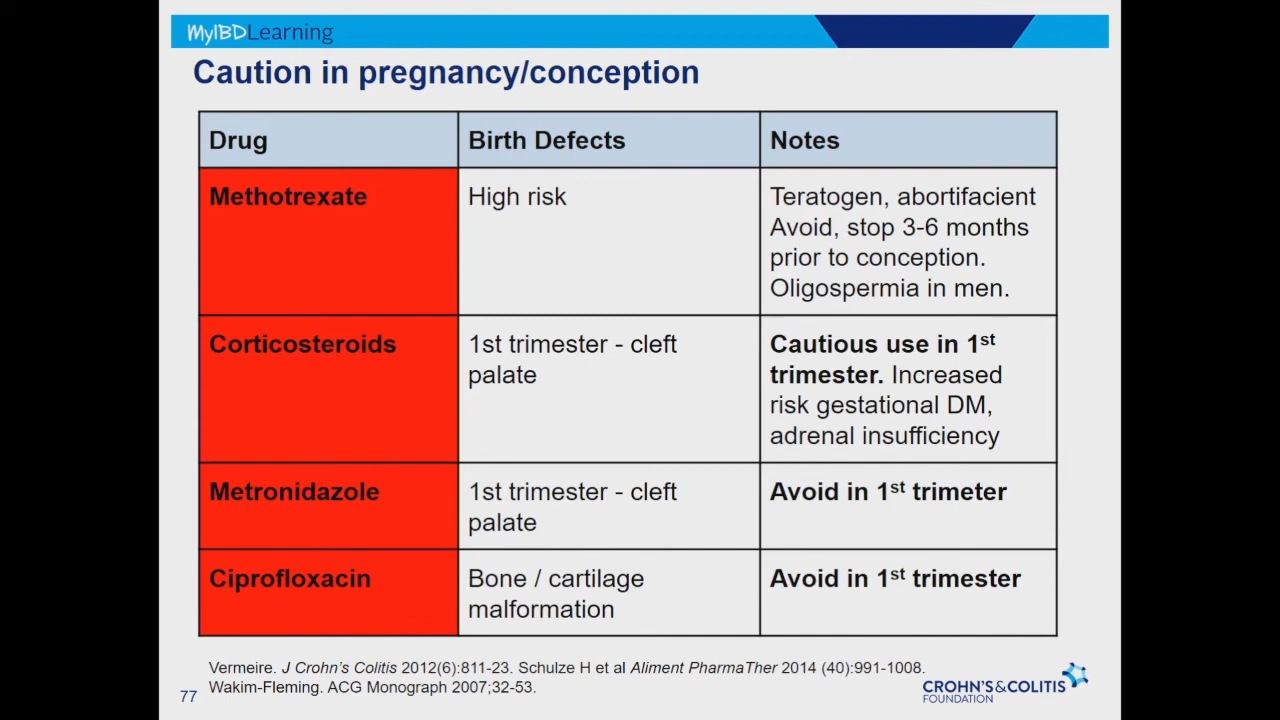 MyIBDLearning
Caution in pregnancy/conception
Drug
Birth Defects
Notes
Methotrexate
High risk
Teratogen, abortifacient
Avoid, stop 3-6 months
prior to conception.
Oligospermia in men.
Corticosteroids
1st trimester - cleft
palate
Cautious use in 1st
trimester. Increased
risk gestational DM,
adrenal insufficiency
Metronidazole
1st trimester - cleft
palate
Avoid in 1st trimeter
Ciprofloxacin
Bone / cartilage
malformation
Avoid in 1st trimester
Vermeire. J Crohn's Colitis 2012(6):811-23. Schulze H et al Aliment PharmaTher 2014 (40):991-1008.
Wakim-Fleming. ACG Monograph 2007;32-53.
77
CROHN'S&COLITIS
FOUNDATION